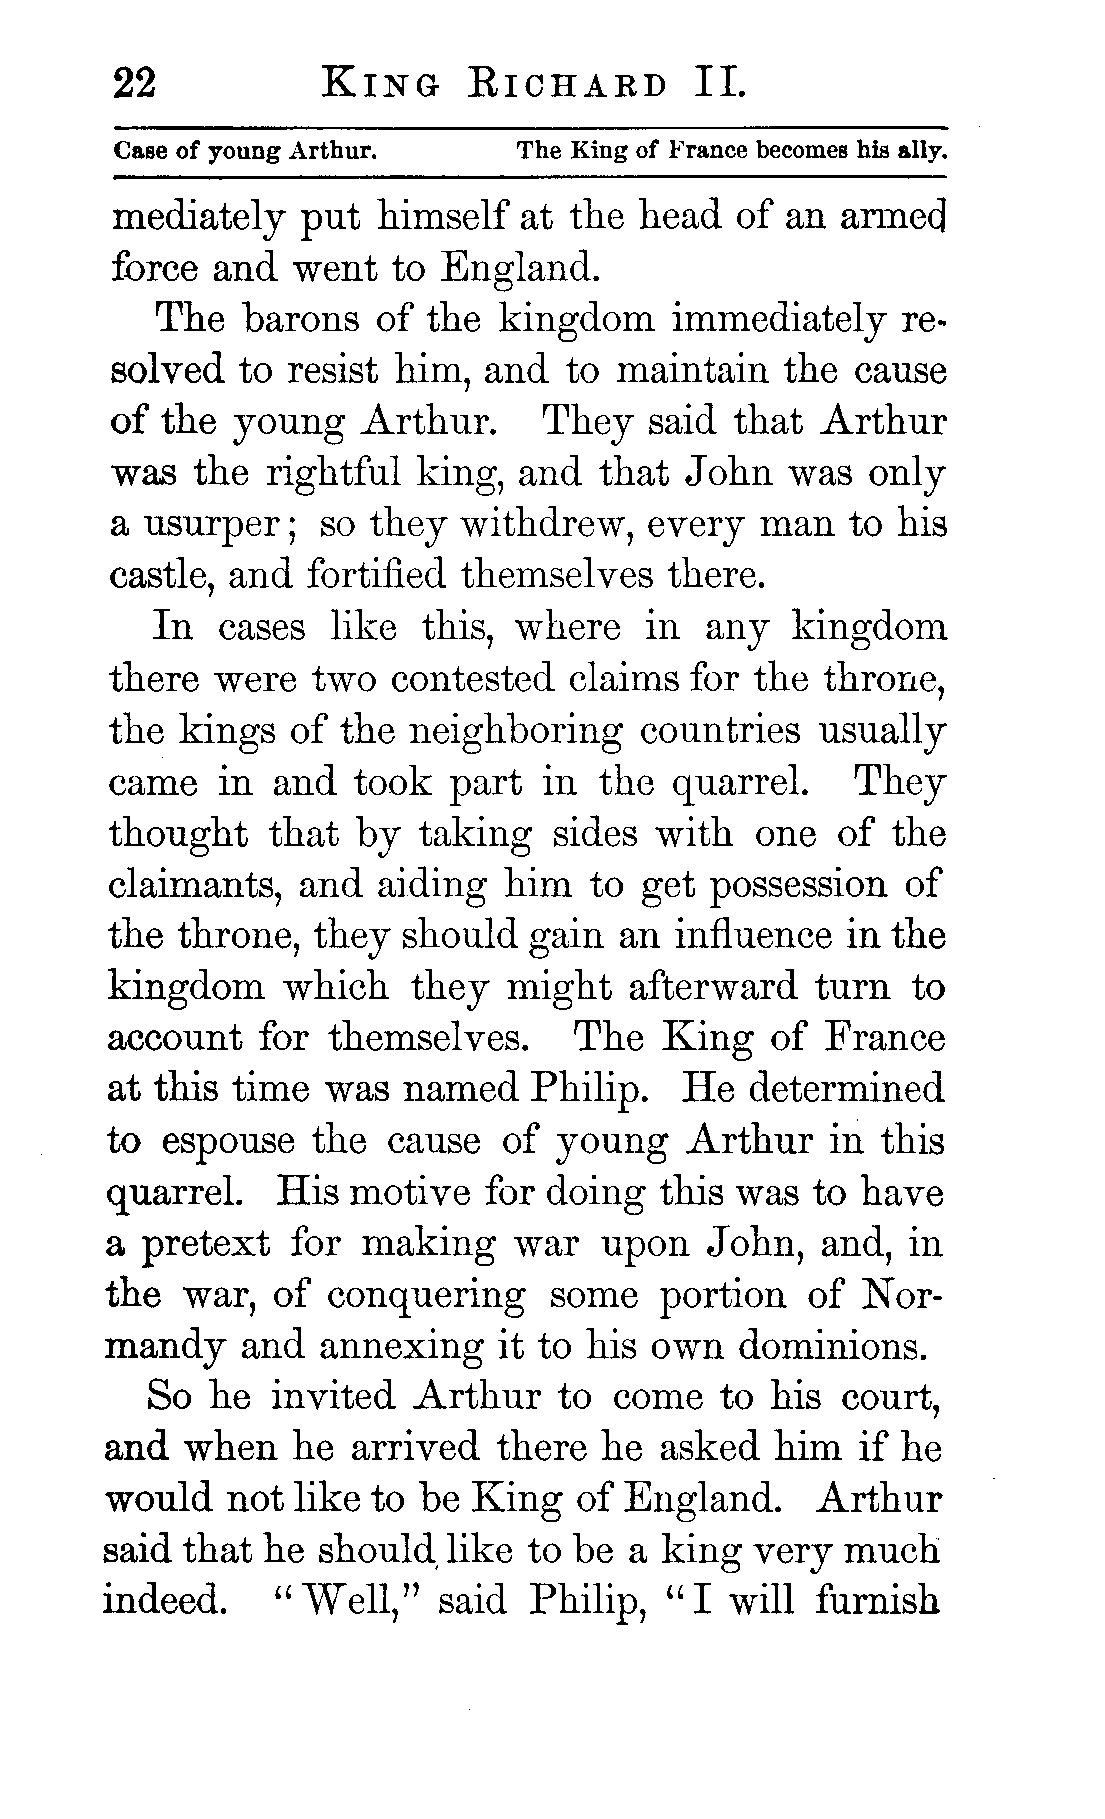 22 KING RICHARD II.
Case of young Arthur. The King of France becomes his ally.
mediately put himself at the head of an armed
force and went to England.
The barons of the kingdom immediately re-
solved to resist him, and to maintain the cause
of the young Arthur. They said that Arthur
was the rightful king, and that John was only
a usurper; so they withdrew, every man to his
castle, and fortified themselves there.
In cases like this, where in any kingdom
there were two contested claims for the throne,
the kings of the neighboring countries usually
came in and took part in the quarrel. They
thought that by taking sides with one of the
claimants, and aiding him to get possession of
the throne, they should gain an influence in the
kingdom which they might afterward turn to
account for themselves. The King of France
at this time was named Philip. He determined
to espouse the cause of young Arthur in this
quarrel. His motive for doing this was to have
a pretext for making war upon John, and, in
the war, of conquering some portion of Nor-
mandy and annexing it to his own dominions.
So he invited Arthur to come to his court,
and when he arrived there he asked him if he
would not like to be King of England. Arthur
said that he should like to be a king very much
indeed. "Well," said Philip, "I will furnish